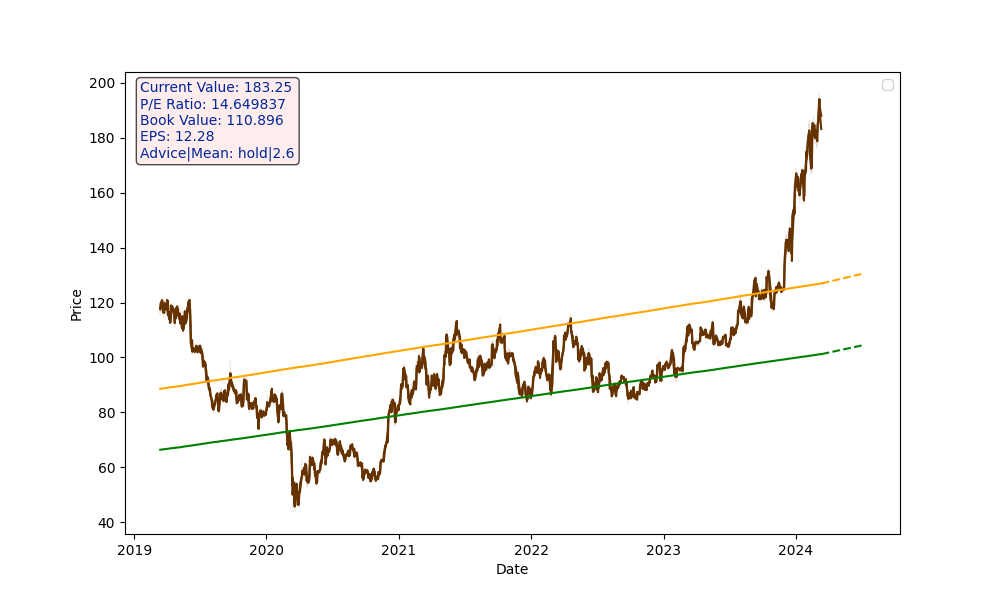 200
180
160
140
120
100
80
60
40
Price
Current Value: 183.25
P/E Ratio: 14.649837
Book Value: 110.896
EPS: 12.28
Advice|Mean: hold|2.6
2019 2020 2021 2022 2023 2024
Date